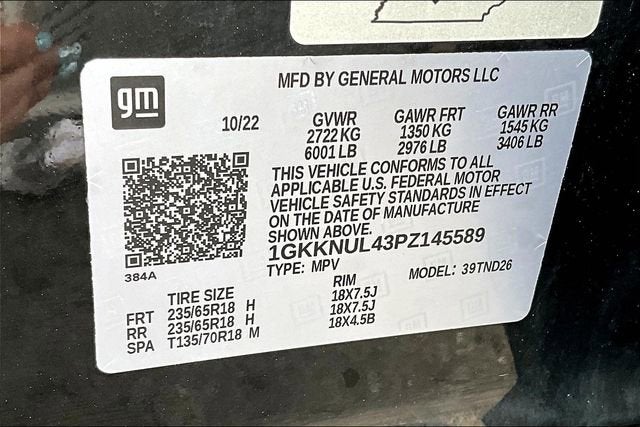 gm
MFD BY GENERAL MOTORS LLC
10/22
GVWR GAWR FRT GAWR RR
2722 KG 1350 KG 1545 KG
6001 LB 2976 LB 3406 LB
THIS VEHICLE CONFORMS TO ALL
APPLICABLE U.S. FEDERAL MOTOR
VEHICLE SAFETY STANDARDS IN EFFECT
ON THE DATE OF MANUFACTURE
SHOWN ABOVE.
1GKKNUL43PZ145589
TYPE: MPV MODEL: 39TND26
384A
TIRE SIZE RIM
FRT 235/65R18 H 18X7.5J
RR 235/65R18 H 18X7.5J
SPA T135/70R18 M 18X4.5B